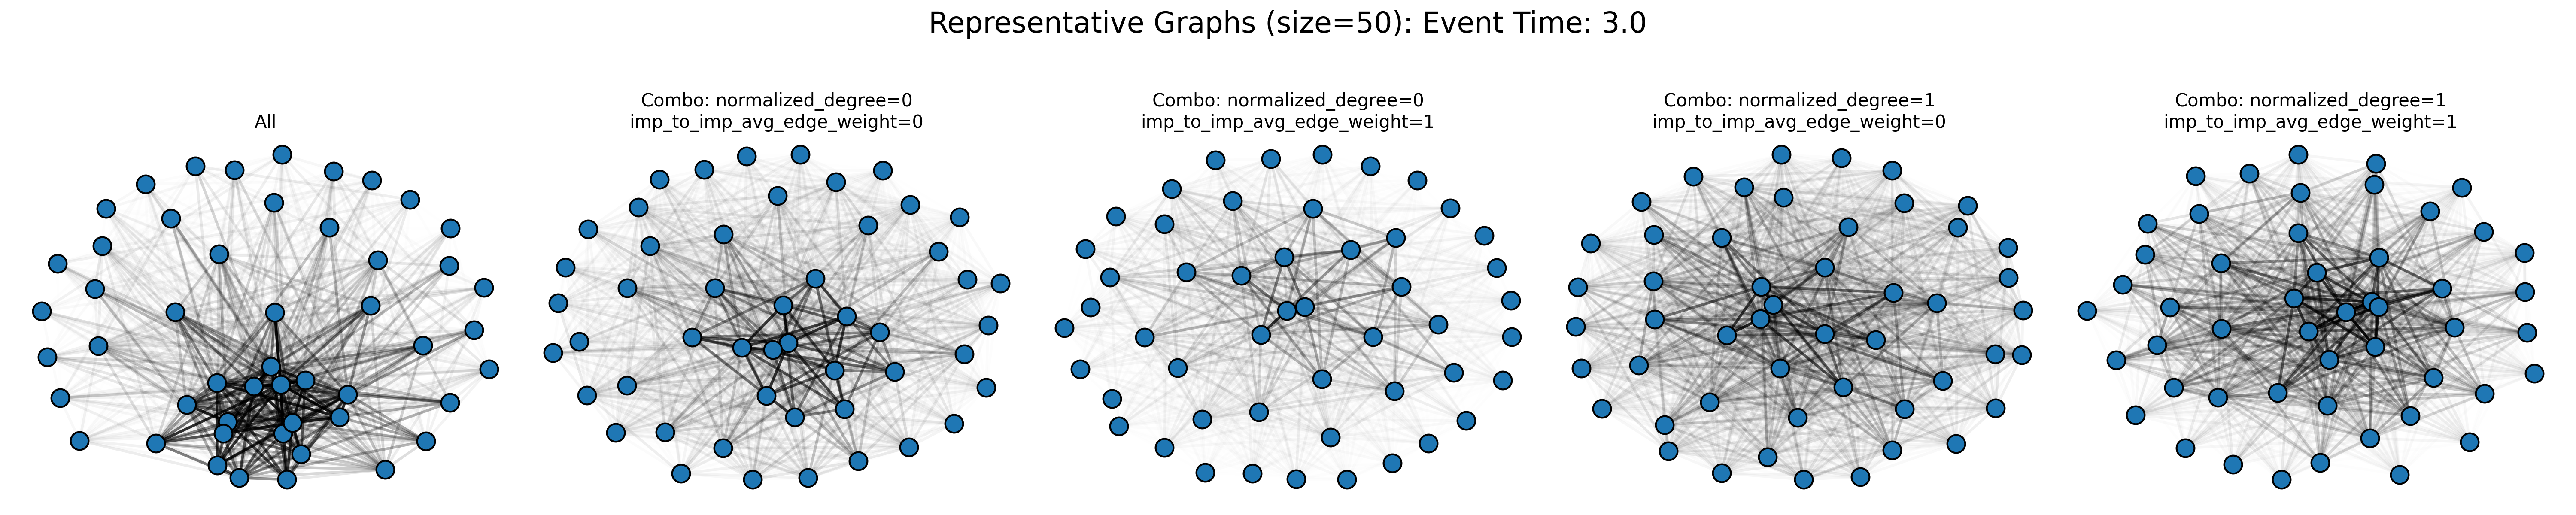 Representative Graphs (size=50): Event Time: 3.0
All
Combo: normalized_degree=0
imp_to_imp_avg_edge_weight=0
Combo: normalized_degree=0
imp_to_imp_avg_edge_weight=1
Combo: normalized_degree=1
imp_to_imp_avg_edge_weight=0
Combo: normalized_degree=1
imp_to_imp_avg_edge_weight=1